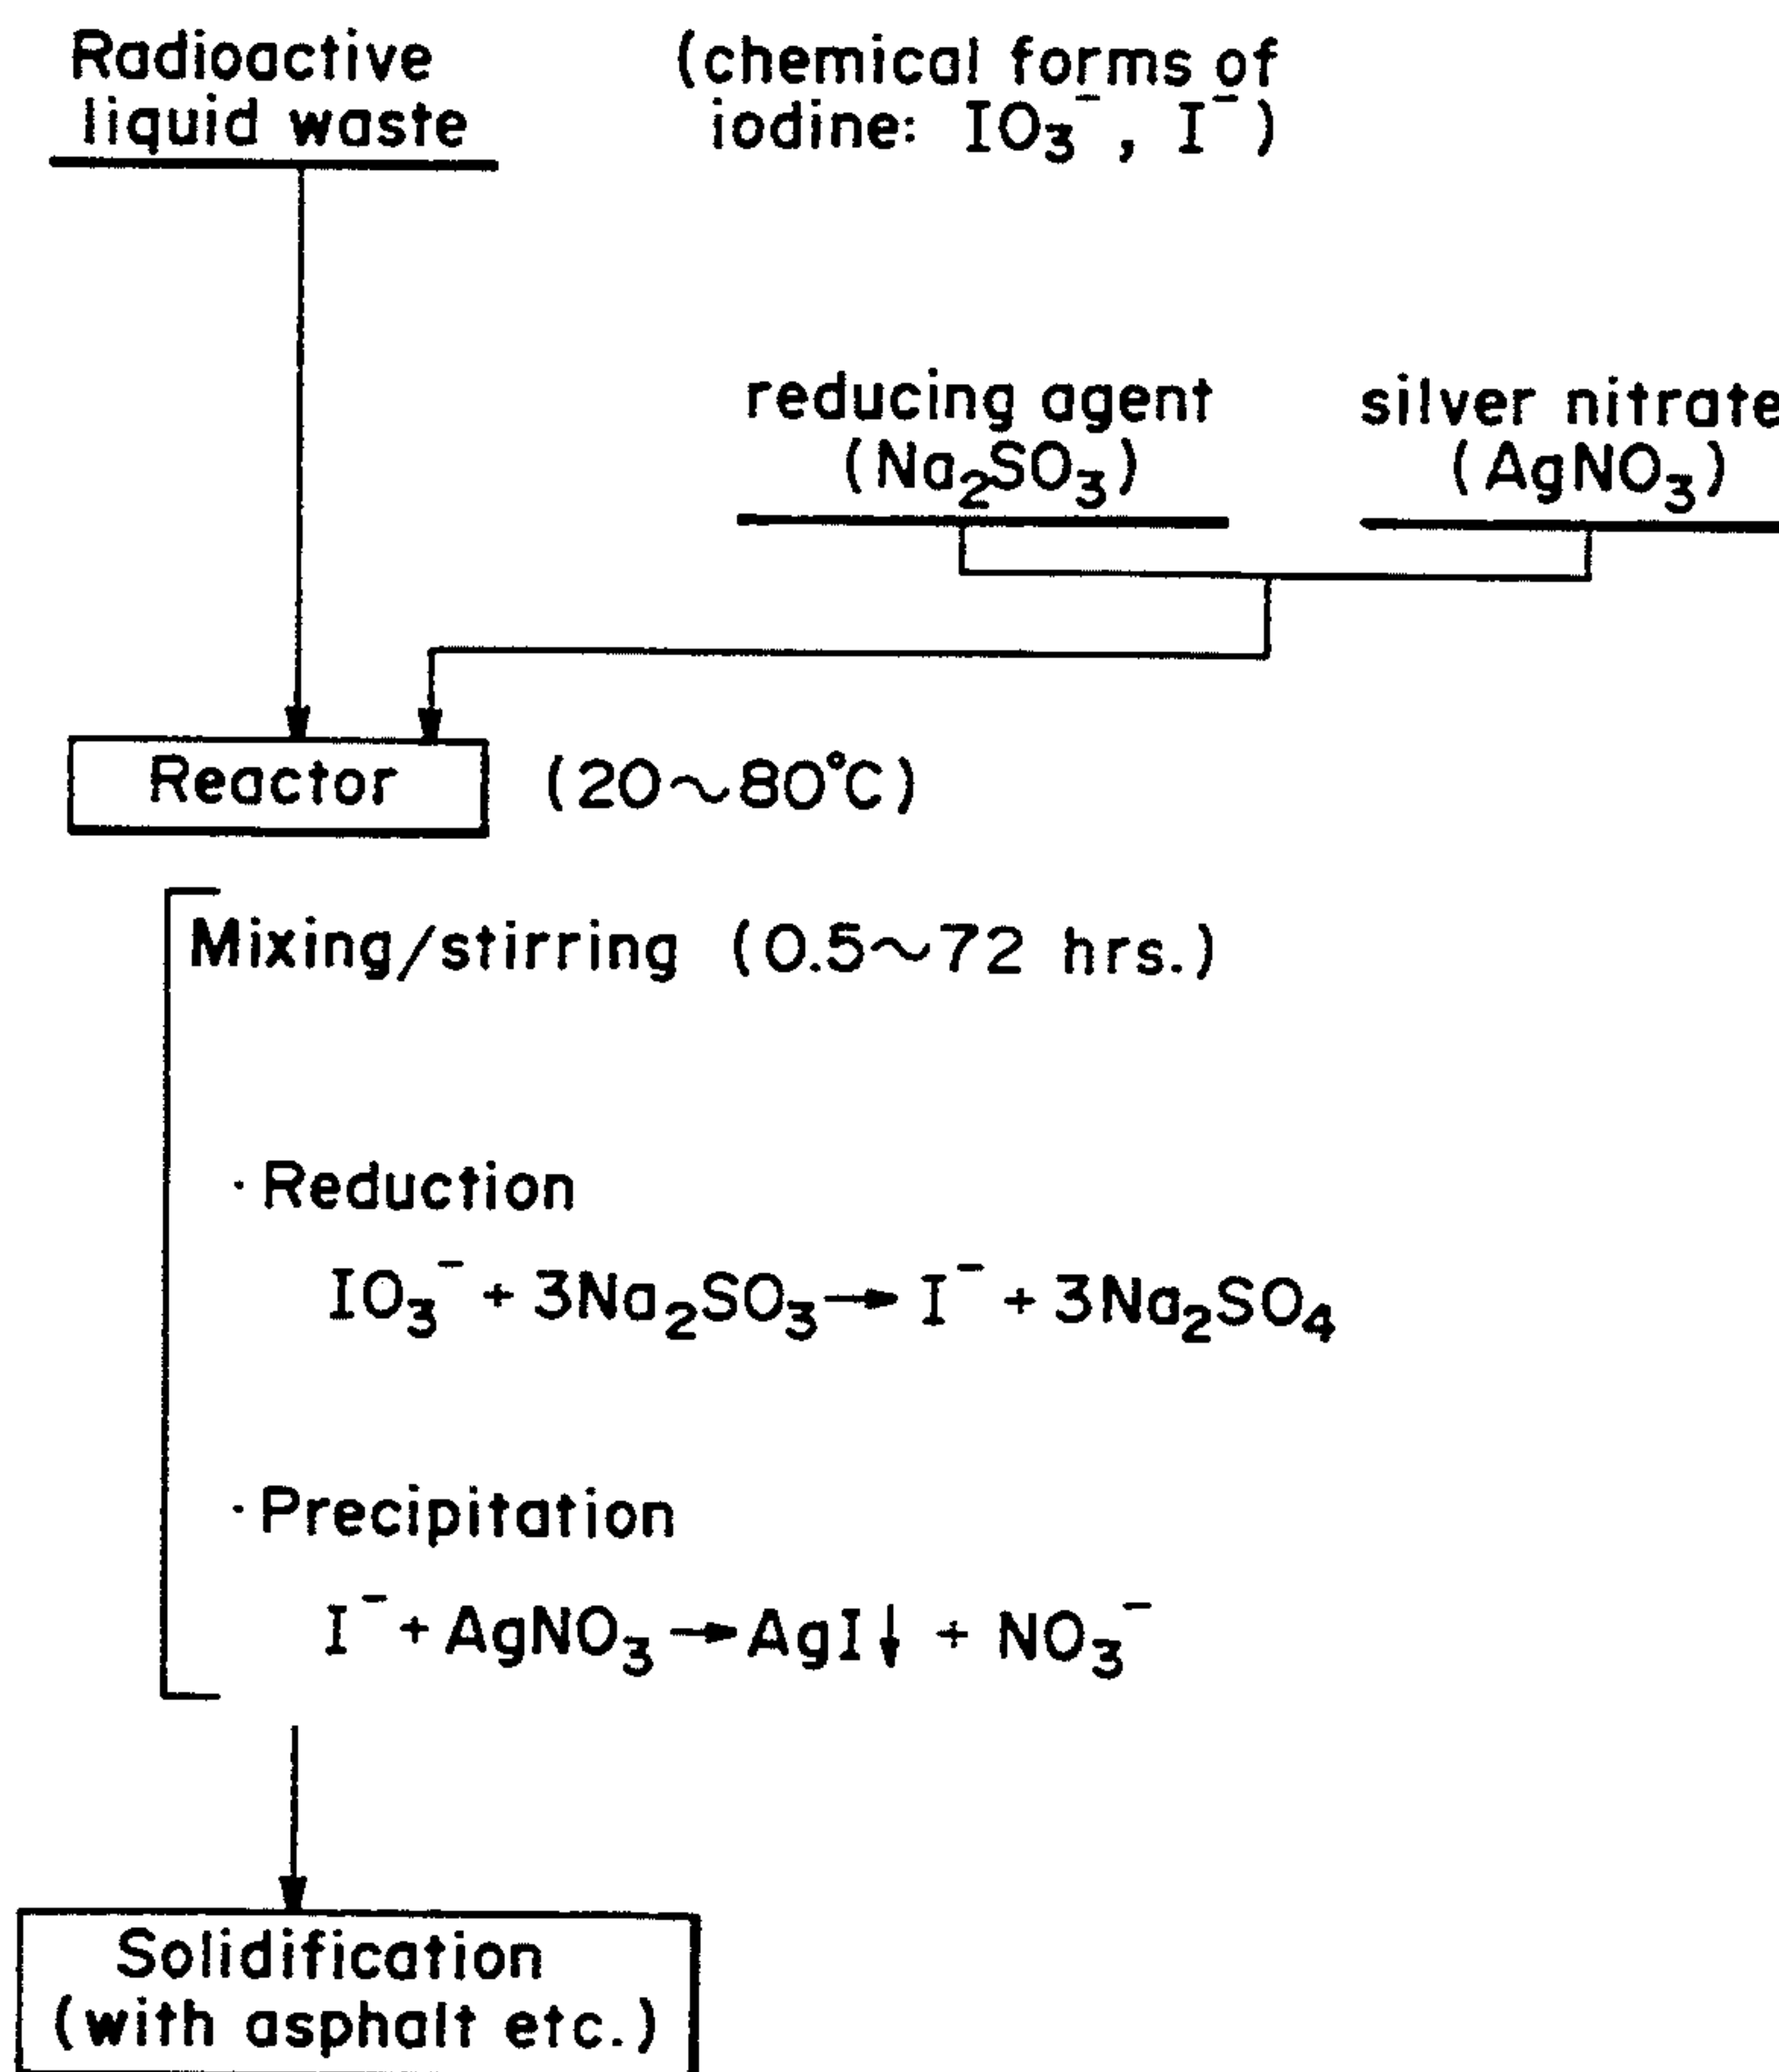 Radioactive
liquid waste
(chemical forms of
iodine: IO₃⁻, I⁻)
reducing agent
(Na₂SO₃)
silver nitrate
(AgNO₃)
Reactor
(20~80°C)
Mixing/stirring (0.5~72 hrs.)
·Reduction
IO₃⁻ + 3Na₂SO₃→I⁻ + 3Na₂SO₄
·Precipitation
I⁻ + AgNO₃→AgI↓ + NO₃⁻
Solidification
(with asphalt etc.)